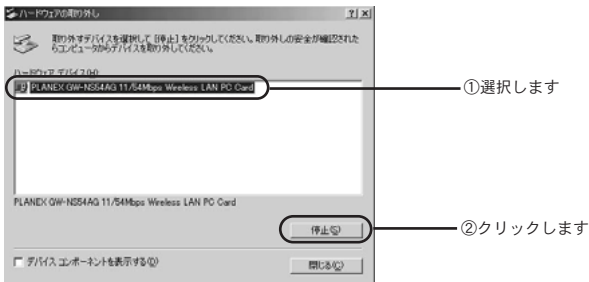 ハードウェアの取り外し
取り外すデバイスを選択して [停止] をクリックしてください。取り外しの安全が確認された
らコンピュータからデバイスを取り外してください。
ハードウェア デバイス(H):
PLANEX GW-NS54AG 11/54Mbps Wireless LAN PC Card
①選択します
PLANEX GW-NS54AG 11/54Mbps Wireless LAN PC Card
停止(S)
②クリックします
デバイス コンポーネントを表示する(D)
閉じる(C)